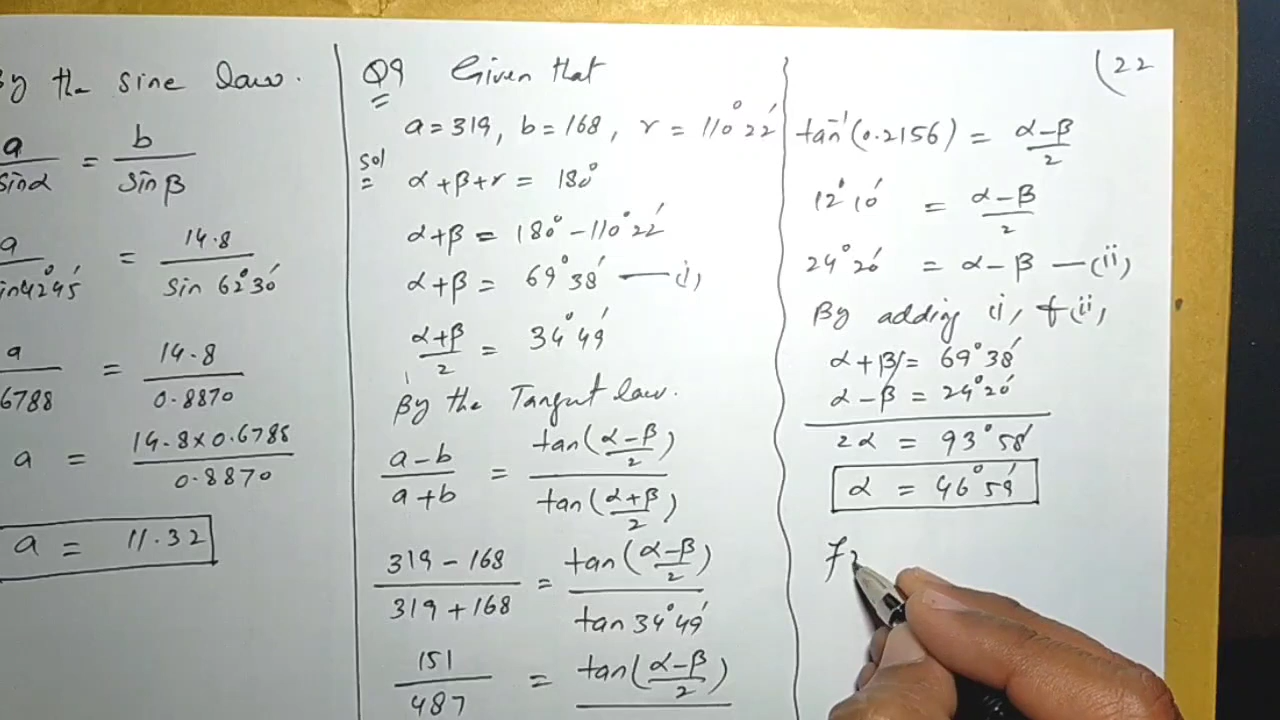 By the sine law.
a/sinα = b/sinβ
a/sin42°45′ = 14.8/sin 62°30′
a/0.6788 = 14.8/0.8870
a = 14.8×0.6788/0.8870
a = 11.32
Q9 Given that
a = 319, b = 168, r = 110°22′
sol α + β + r = 180°
α+β = 180° - 110°22′
α+β = 69°38′ — (i)
α+β/2 = 34°49′
By the Tangent law.
a-b/a+b = tan(α-β/2)/tan(α+β/2)
319-168/319+168 = tan(α-β/2)/tan 34°49′
151/487 = tan(α-β/2)
(22
tan⁻¹(0.2156) = α-β/2
12°10′ = α-β/2
24°20′ = α-β — (ii)
By adding (i) & (ii)
α+β = 69°38′
α-β = 24°20′
2α = 93°58′
α = 46°59′